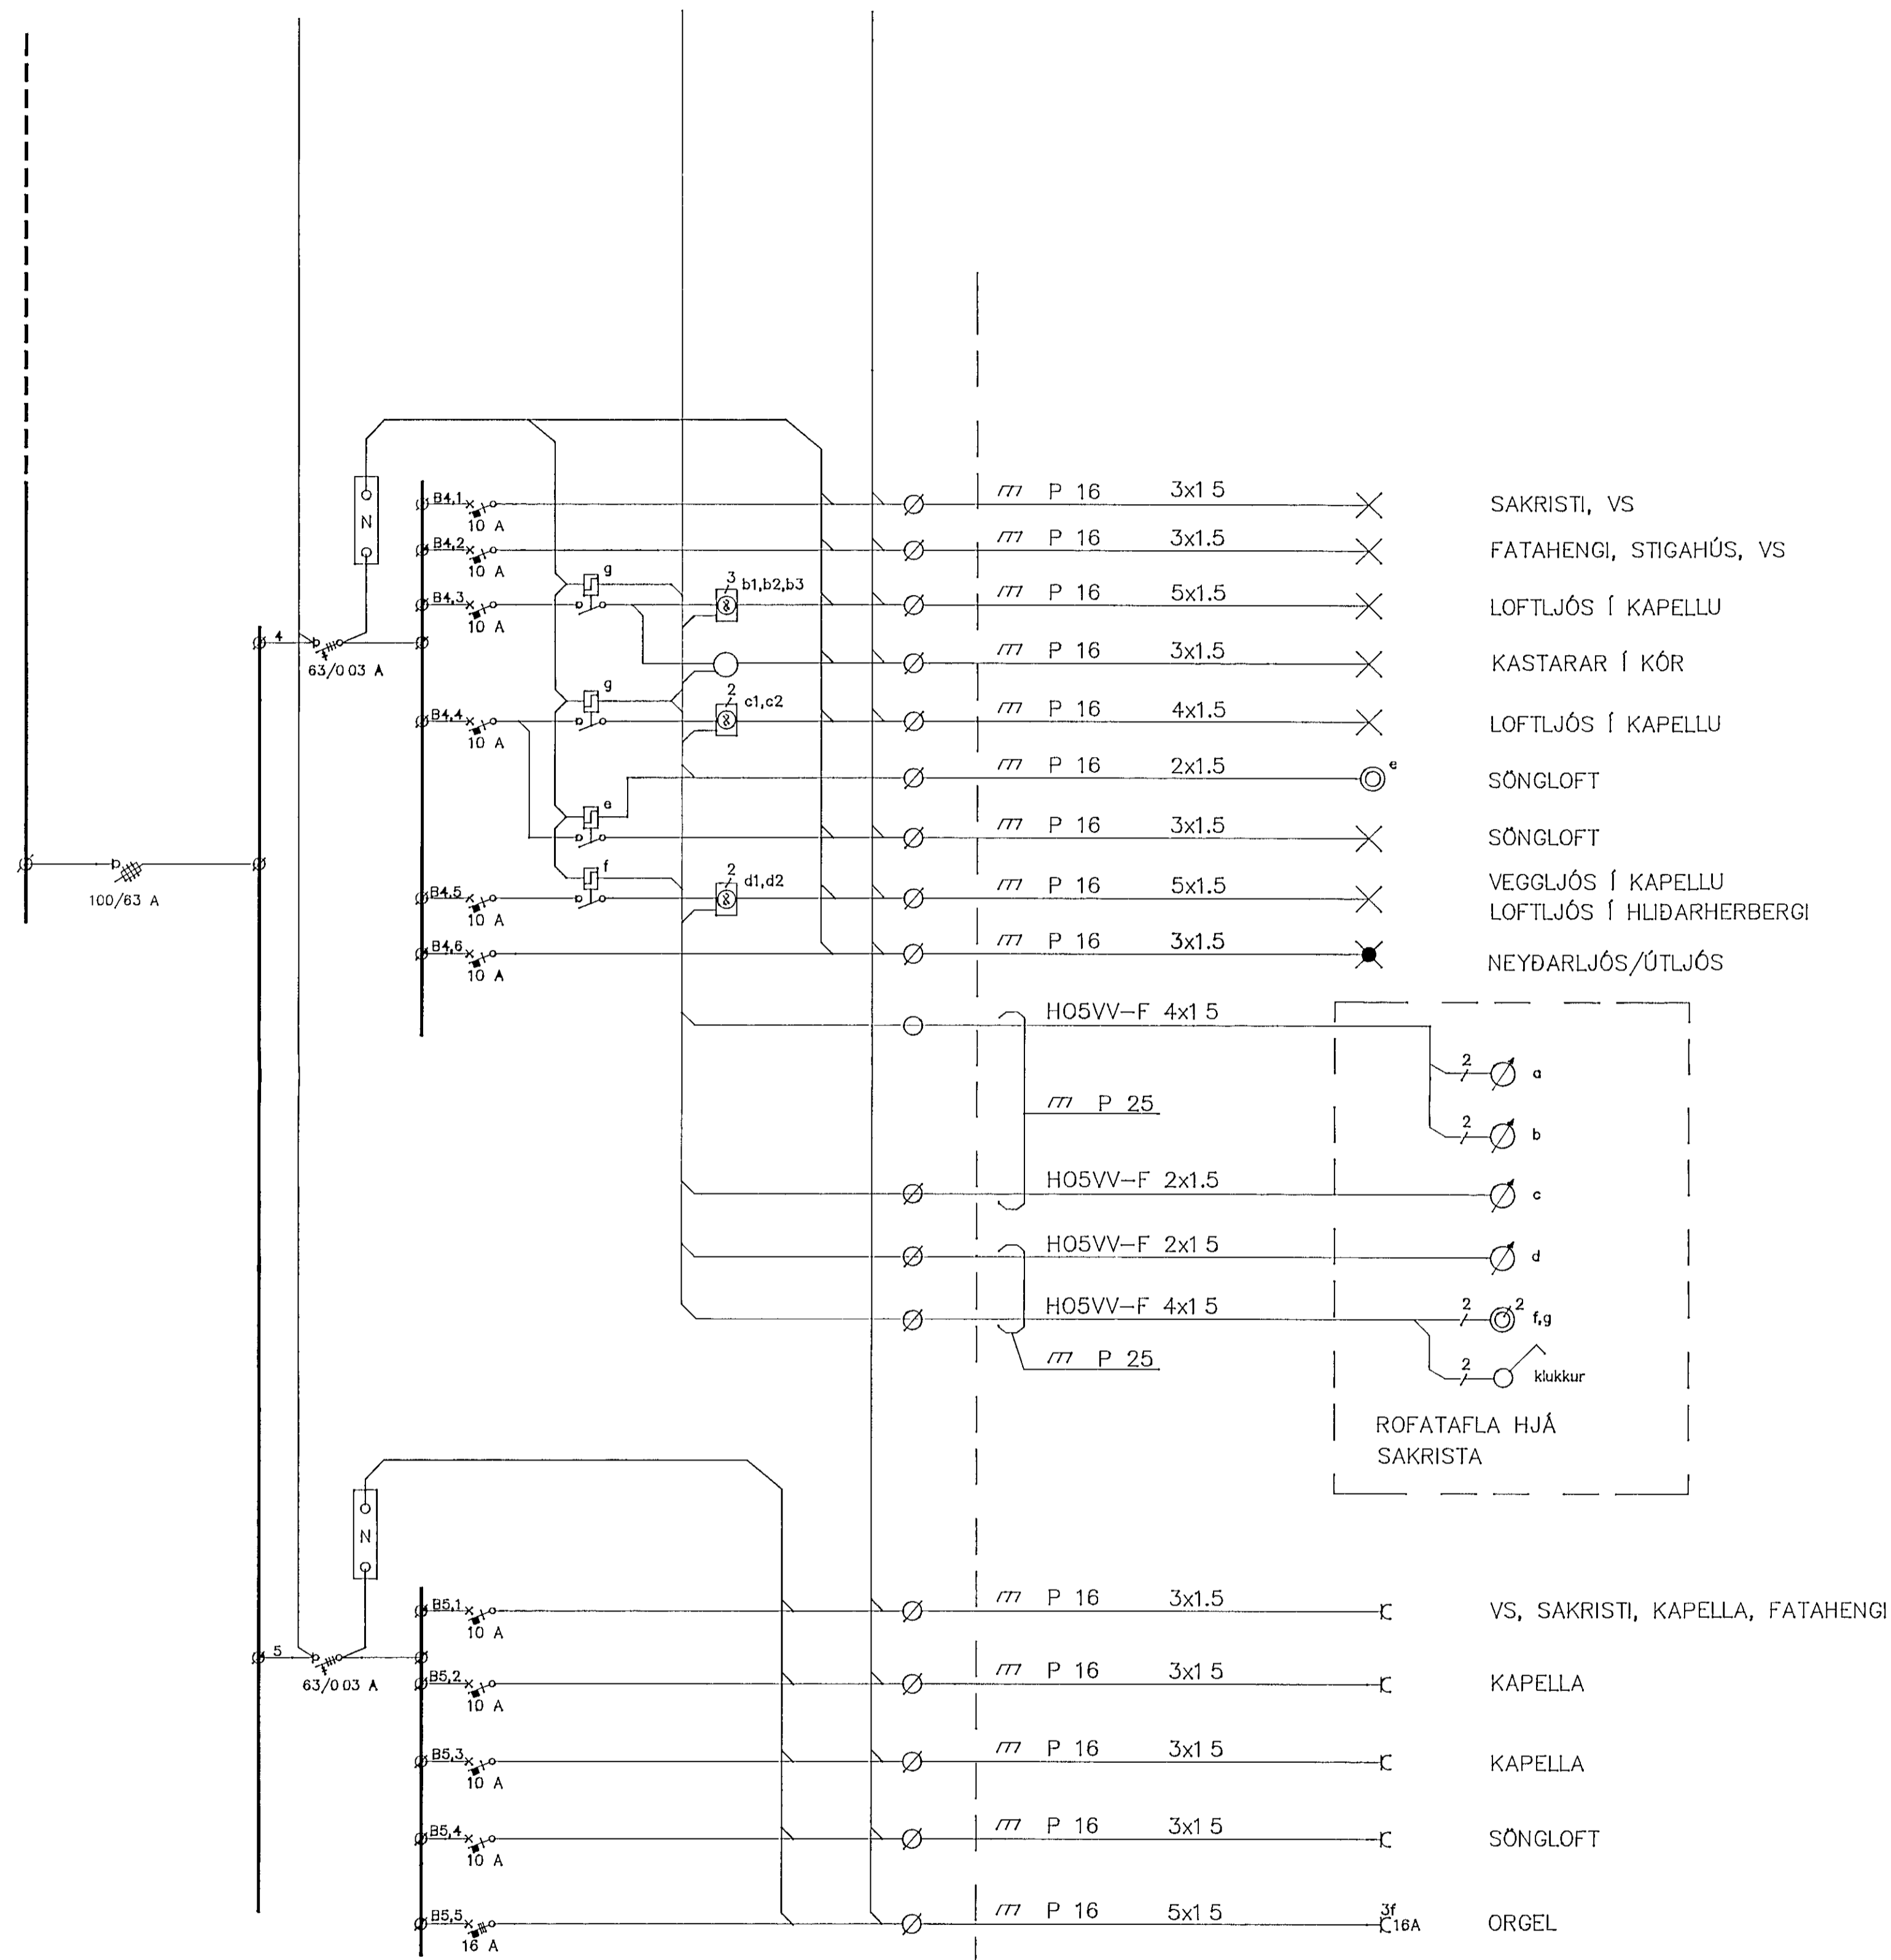 B4,1 10 A P 16 3x1 5 SAKRISTI, VS
B4,2 10 A P 16 3x1.5 FATAHENGI, STIGAHÚS, VS
N
g
3 b1,b2,b3
B4,3 10 A P 16 5x1.5 LOFTLJÓS Í KAPELLU
4 63/0 03 A
P 16 3x1.5 KASTARAR Í KÓR
g
2 c1,c2
B4,4 10 A P 16 4x1.5 LOFTLJÓS Í KAPELLU
P 16 2x1.5 e SÖNGLOFT
e
P 16 3x1.5 SÖNGLOFT
100/63 A
f
2 d1,d2
B4,5 10 A P 16 5x1.5 VEGGLJÓS Í KAPELLU
LOFTLJÓS Í HLIÐARHERBERGI
B4,6 10 A P 16 3x1.5 NEYÐARLJÓS/ÚTLJÓS
HO5VV-F 4x1 5
2 a
P 25
2 b
HO5VV-F 2x1.5 c
HO5VV-F 2x1 5 d
HO5VV-F 4x1 5 2 2 f,g
P 25
2 klukkur
ROFATAFLA HJÁ
SAKRISTA
N
B5,1 10 A P 16 3x1.5 VS, SAKRISTI, KAPELLA, FATAHENGI
5 63/0 03 A
B5,2 10 A P 16 3x1 5 KAPELLA
B5,3 10 A P 16 3x1 5 KAPELLA
B5,4 10 A P 16 3x1 5 SÖNGLOFT
B5,5 16 A P 16 5x1 5 3f 16A ORGEL